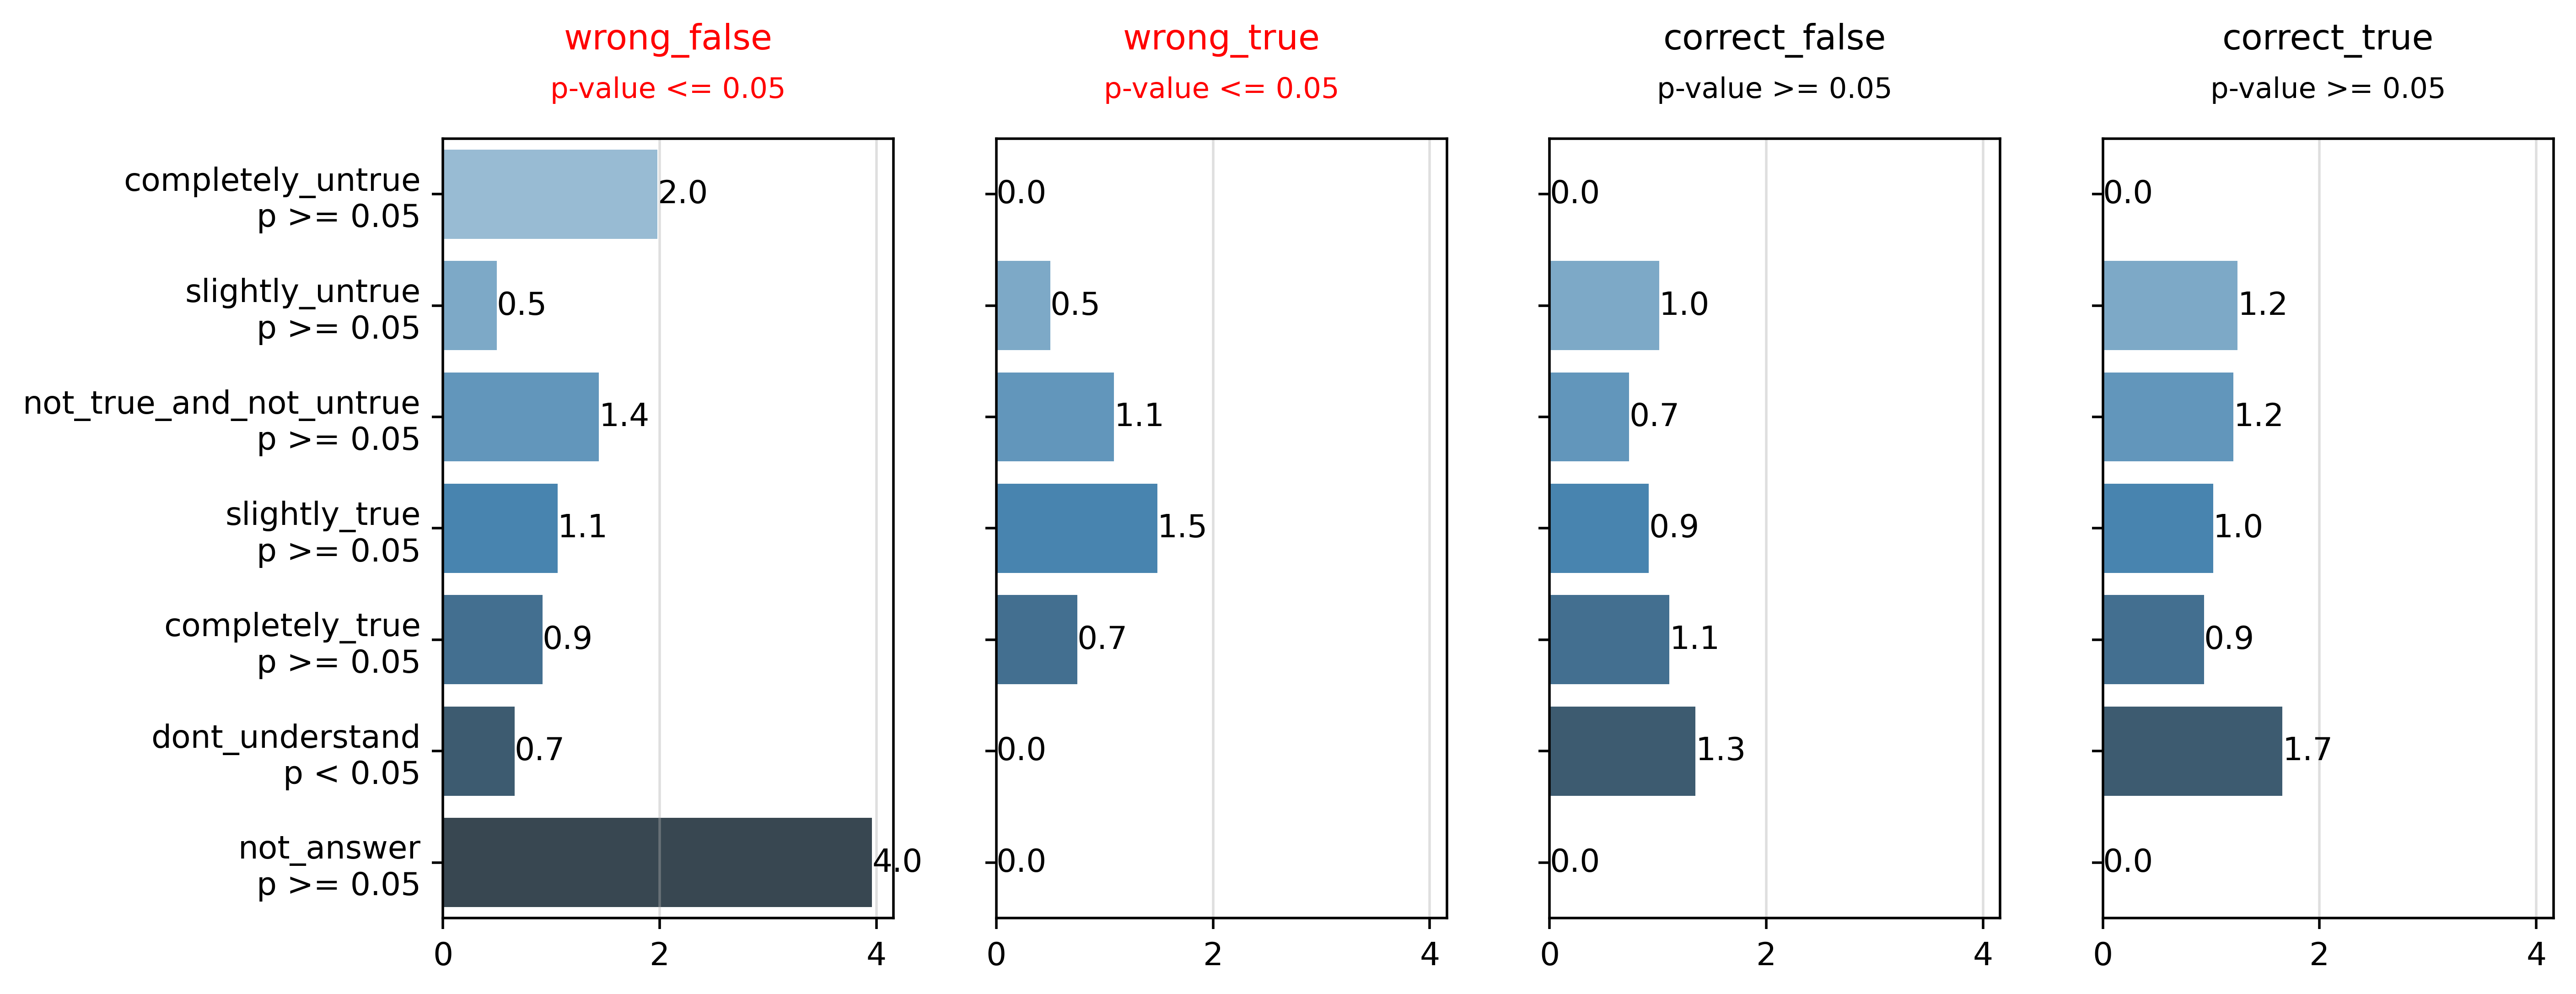 wrong_false
p-value <= 0.05
wrong_true
p-value <= 0.05
correct_false
p-value >= 0.05
correct_true
p-value >= 0.05
completely_untrue
p >= 0.05
2.0
0.0
0.0
0.0
slightly_untrue
p >= 0.05
0.5
0.5
1.0
1.2
not_true_and_not_untrue
p >= 0.05
1.4
1.1
0.7
1.2
slightly_true
p >= 0.05
1.1
1.5
0.9
1.0
completely_true
p >= 0.05
0.9
0.7
1.1
0.9
dont_understand
p < 0.05
0.7
0.0
1.3
1.7
not_answer
p >= 0.05
4.0
0.0
0.0
0.0
0 2 4
0 2 4
0 2 4
0 2 4